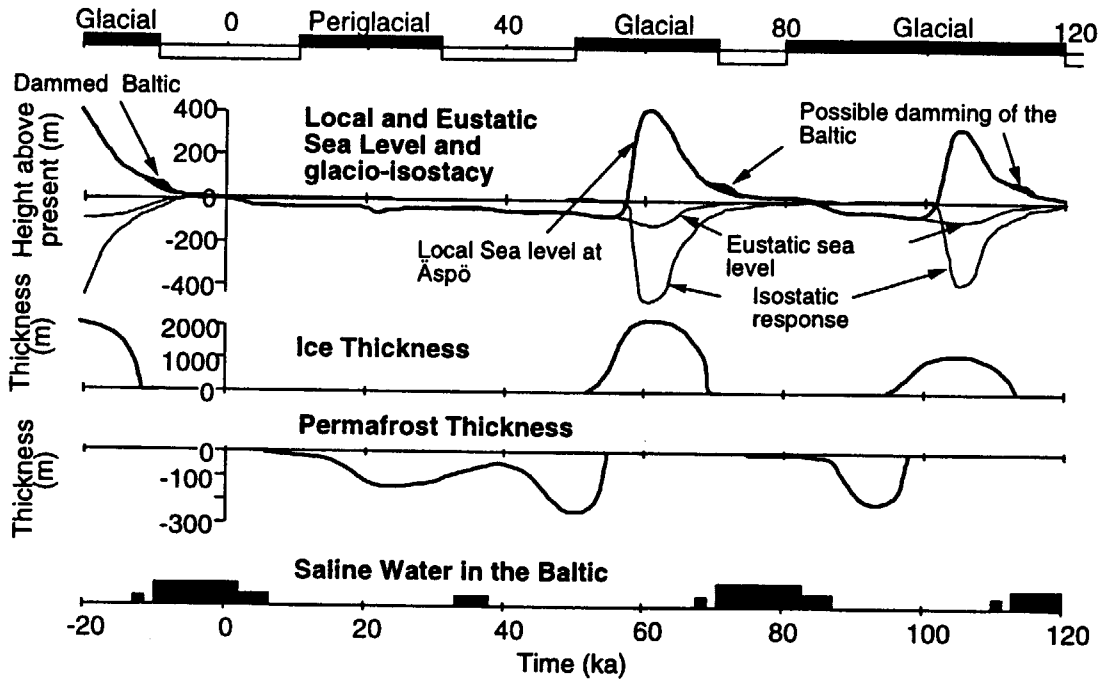 Glacial 0 Periglacial 40 Glacial 80 Glacial 120
Dammed Baltic
Height above
present (m)
400
200
0
-200
-400
Local and Eustatic
Sea Level and
glacio-isostacy
Possible damming of the
Baltic
Local Sea level at
Äspö
Eustatic sea
level
Isostatic
response
Thickness
(m)
2000
1000
0
Ice Thickness
Permafrost Thickness
Thickness
(m)
0
-100
-300
Saline Water in the Baltic
-20 0 20 40 60 80 100 120
Time (ka)